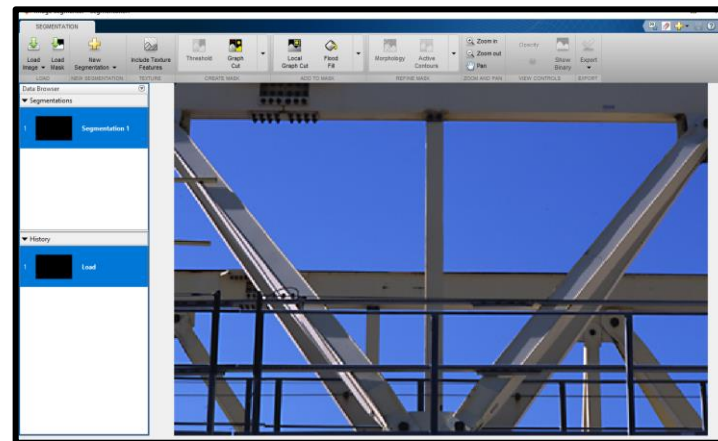 SEGMENTATION
Load Image
Load Mask
New Segmentation
Include Texture Features
Threshold
Graph Cut
Local Graph Cut
Flood Fill
Morphology
Active Contours
Zoom in
Zoom out
Pan
Opacity
Show Binary
Export
LOAD
NEW SEGMENTATION
TEXTURE
CREATE MASK
ADD TO MASK
REFINE MASK
ZOOM AND PAN
VIEW CONTROLS
EXPORT
Data Browser
Segmentations
1 Segmentation 1
History
1 Load